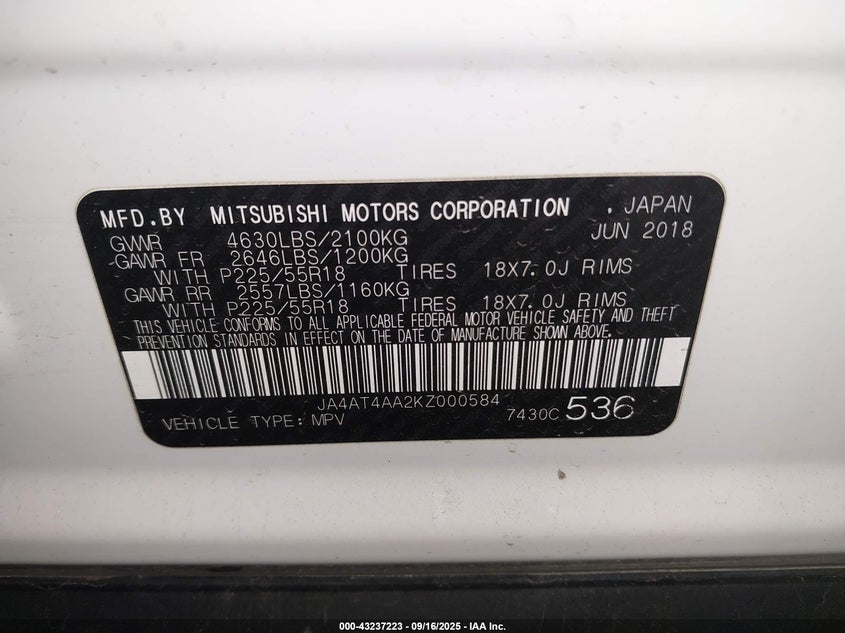 MFD.BY MITSUBISHI MOTORS CORPORATION . JAPAN
GVWR 4630LBS/2100KG JUN 2018
GAWR FR 2646LBS/1200KG
WITH P225/55R18 TIRES 18X7.0J RIMS
GAWR RR 2557LBS/1160KG
WITH P225/55R18 TIRES 18X7.0J RIMS
THIS VEHICLE CONFORMS TO ALL APPLICABLE FEDERAL MOTOR VEHICLE SAFETY AND THEFT
PREVENTION STANDARDS IN EFFECT ON THE DATE OF MANUFACTURE SHOWN ABOVE.
JA4AT4AA2KZ000584
VEHICLE TYPE: MPV 7430C 536
000-43237223 - 09/16/2025 - IAA Inc.